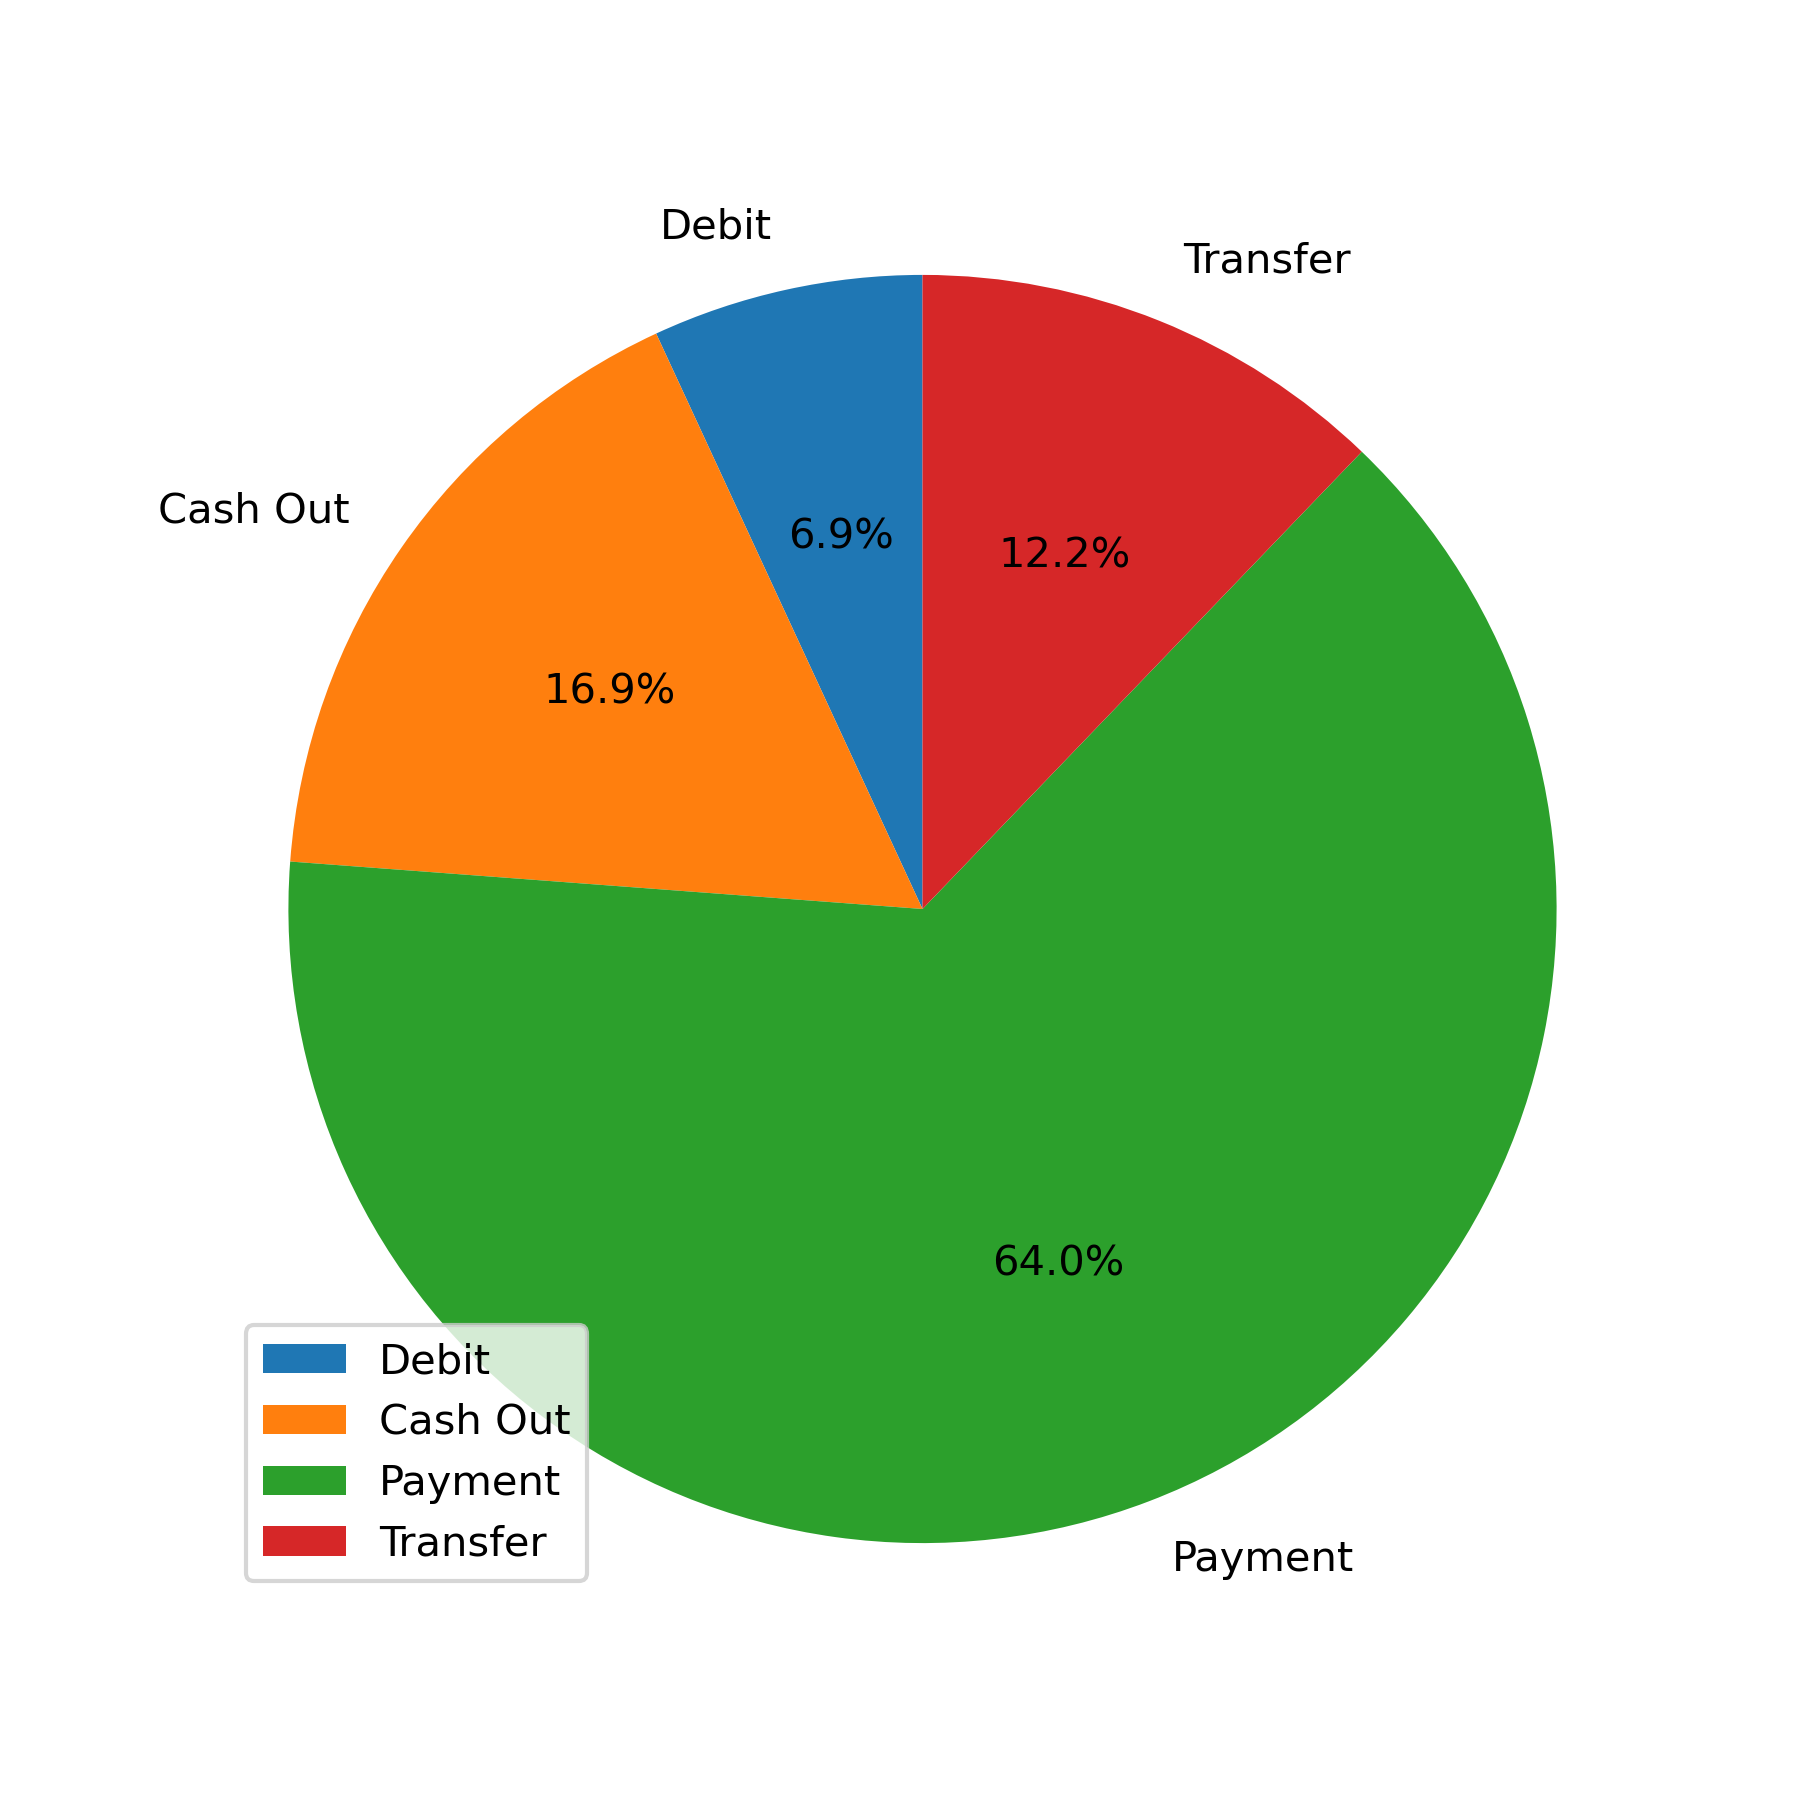 Debit
Transfer
Cash Out
6.9%
12.2%
16.9%
64.0%
Debit
Cash Out
Payment
Transfer
Payment